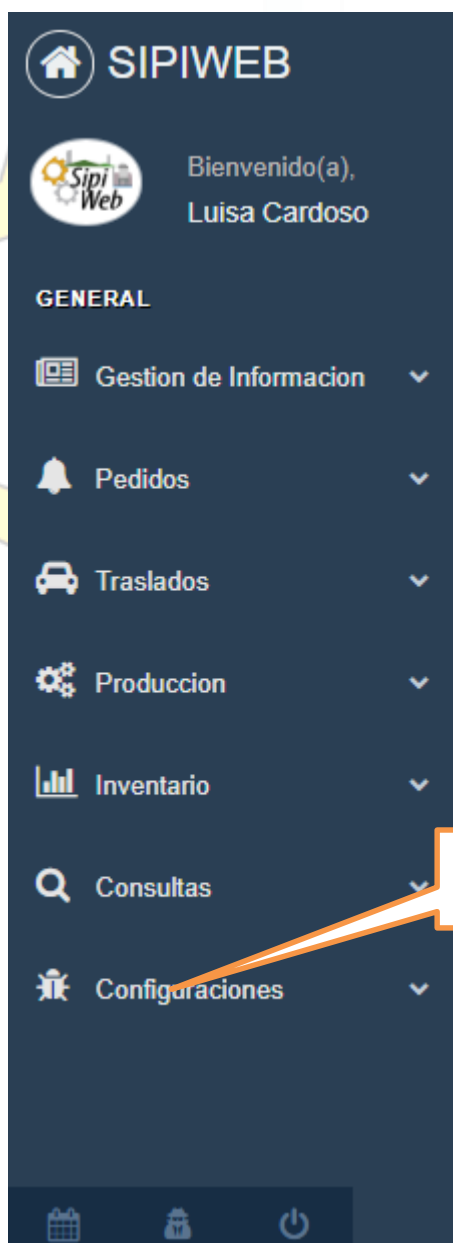 SIPIWEB
Sipi
Web
Bienvenido(a),
Luisa Cardoso
GENERAL
Gestion de Informacion
Pedidos
Traslados
Produccion
Inventario
Consultas
Configuraciones